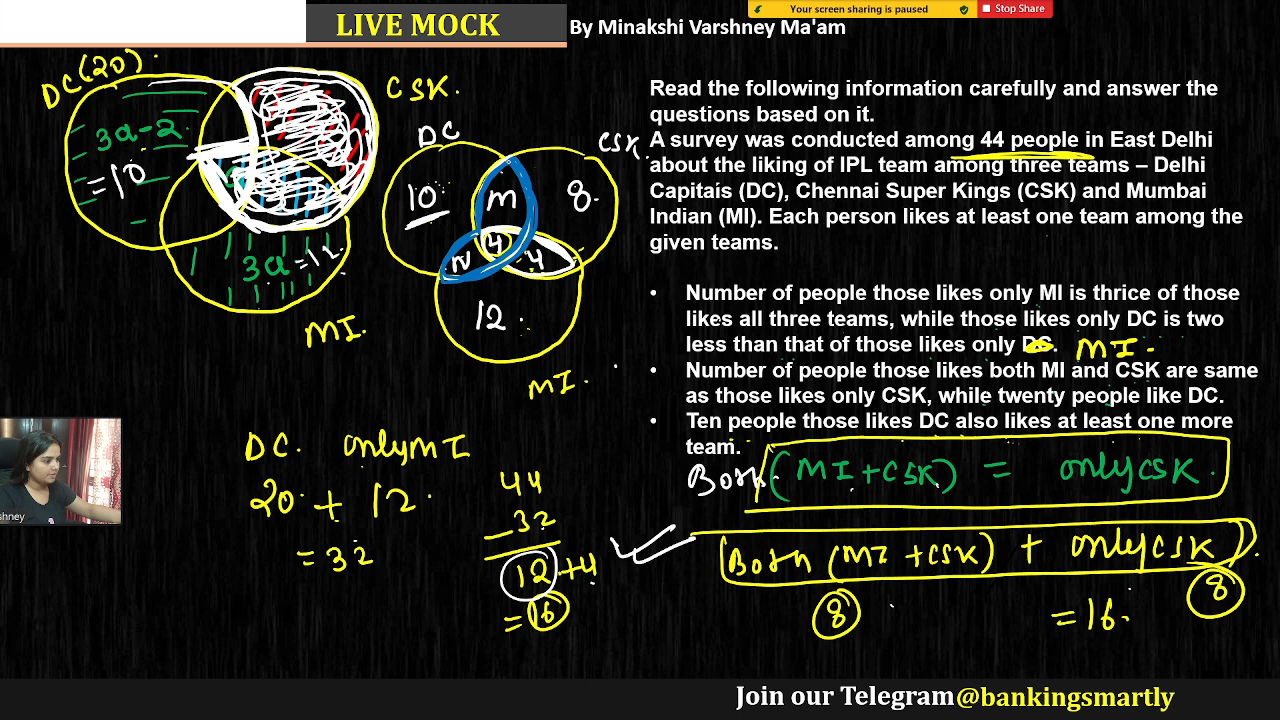 Your screen sharing is paused
Stop Share
LIVE MOCK
By Minakshi Varshney Ma'am
DC(20)
CSK.
3a-2
=10
3a=12
MI.
DC
CSK
10
m
8
N
4
4
12
MI.
Read the following information carefully and answer the
questions based on it.
A survey was conducted among 44 people in East Delhi
about the liking of IPL team among three teams – Delhi
Capitais (DC), Chennai Super Kings (CSK) and Mumbai
Indian (MI). Each person likes at least one team among the
given teams.
• Number of people those likes only MI is thrice of those
likes all three teams, while those likes only DC is two
less than that of those likes only DC. MI.
• Number of people those likes both MI and CSK are same
as those likes only CSK, while twenty people like DC.
• Ten people those likes DC also likes at least one more
team.
Both (MI+CSK) = only CSK.
(Both (MI+CSK) + only CSK).
8
8
=16.
DC. only MI
20 + 12
=32
44
-32
12+4
=16
shney
Join our Telegram@bankingsmartly